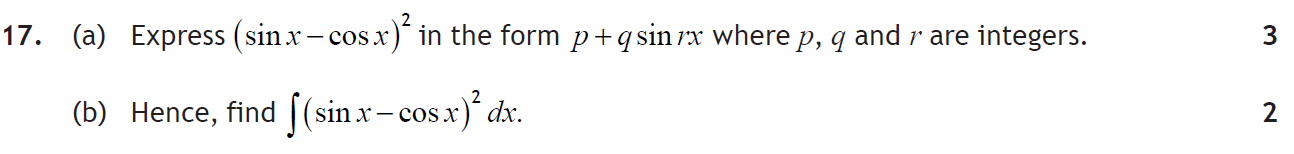 17. (a) Express (sin x − cos x)² in the form p + q sin rx where p, q and r are integers. 3
(b) Hence, find ∫(sin x − cos x)² dx. 2